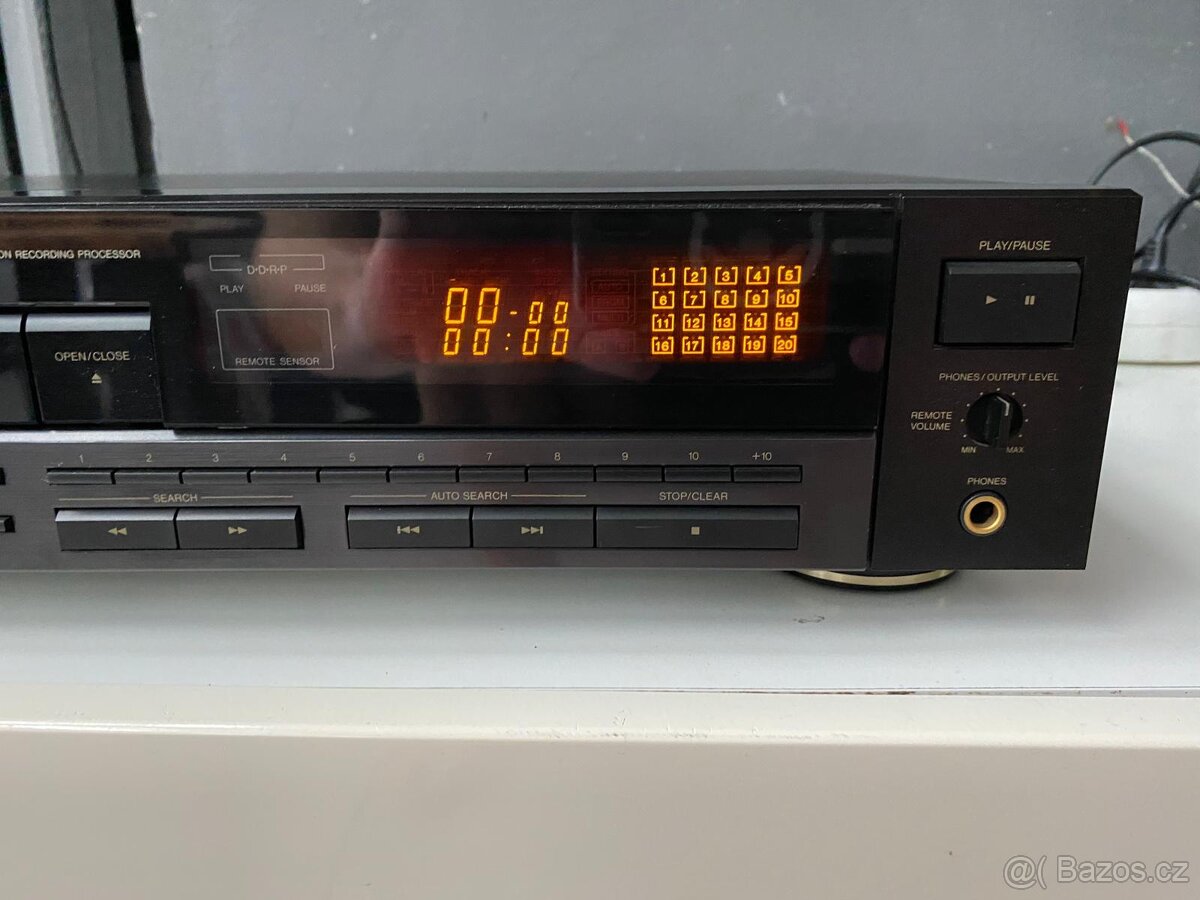 ON RECORDING PROCESSOR
D·D·R·P
PLAY PAUSE
OPEN/CLOSE
REMOTE SENSOR
00-00
00:00
1 2 3 4 5
6 7 8 9 10
11 12 13 14 15
16 17 18 19 20
PLAY/PAUSE
PHONES/OUTPUT LEVEL
REMOTE
VOLUME
MIN MAX
PHONES
1 2 3 4 5 6 7 8 9 10 +10
SEARCH AUTO SEARCH STOP/CLEAR
Bazos.cz